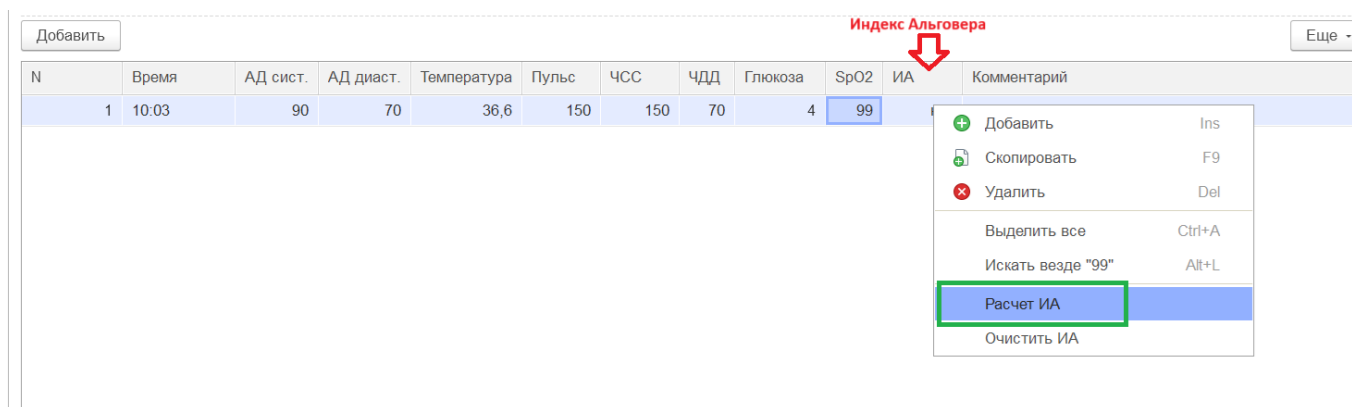 Индекс Альговера
Добавить Еще
N Время АД сист. АД диаст. Температура Пульс ЧСС ЧДД Глюкоза SpO2 ИА Комментарий
1 10:03 90 70 36,6 150 150 70 4 99
Добавить Ins
Скопировать F9
Удалить Del
Выделить все Ctrl+A
Искать везде "99" Alt+L
Расчет ИА
Очистить ИА